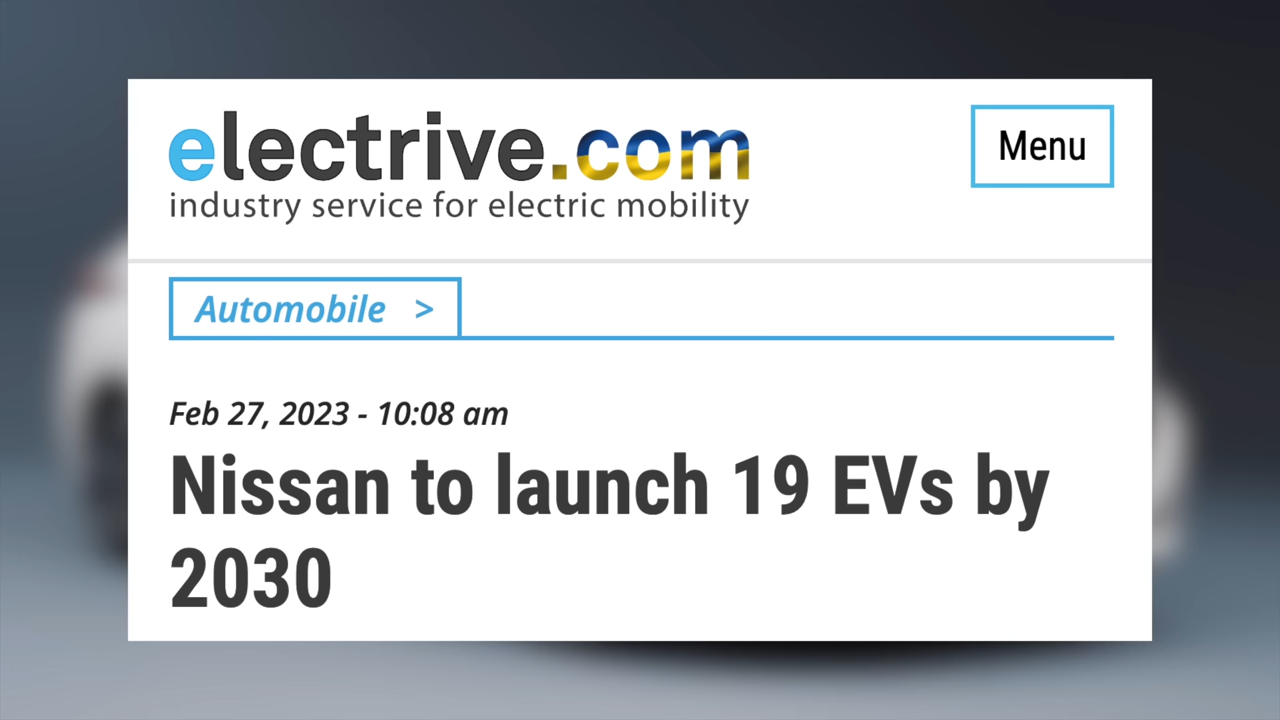 electrive.com
Menu
industry service for electric mobility
Automobile >
Feb 27, 2023 - 10:08 am
Nissan to launch 19 EVs by
2030